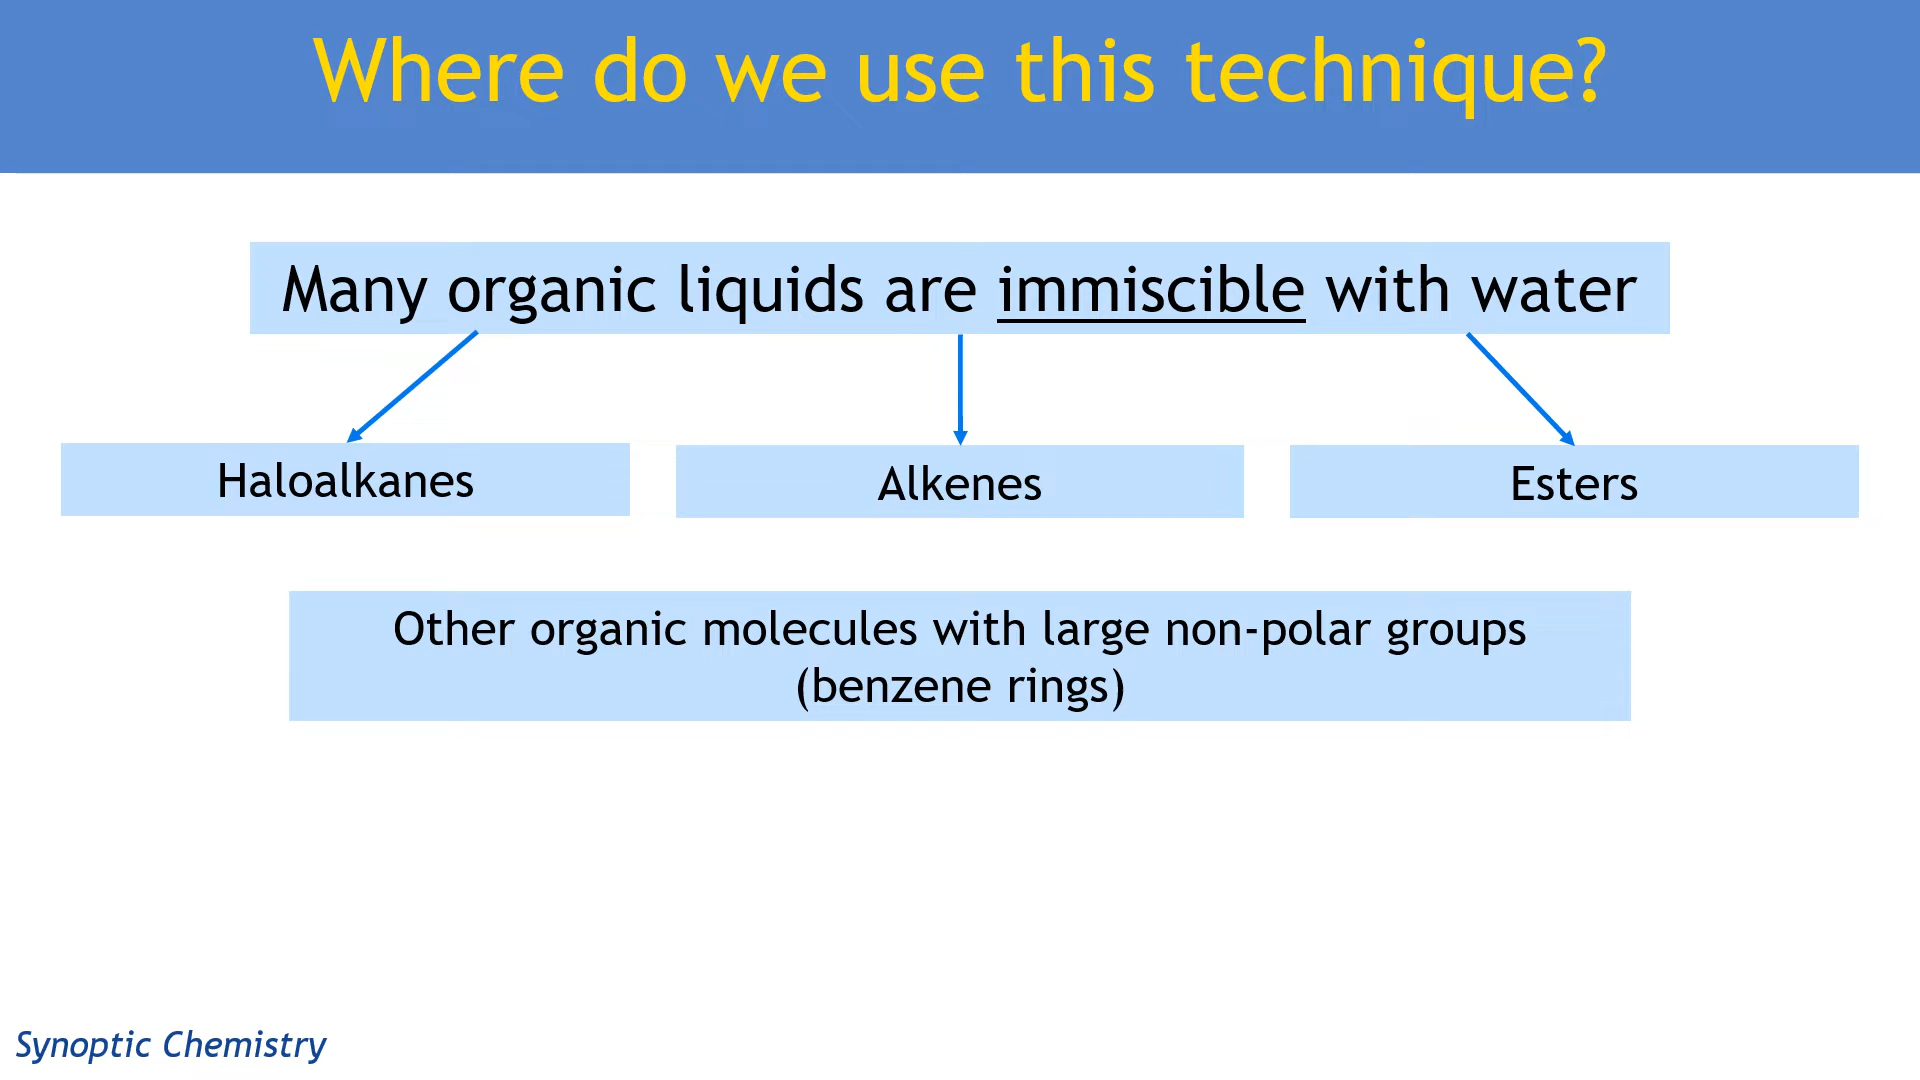 Where do we use this technique?
Many organic liquids are immiscible with water
Haloalkanes
Alkenes
Esters
Other organic molecules with large non-polar groups
(benzene rings)
Synoptic Chemistry